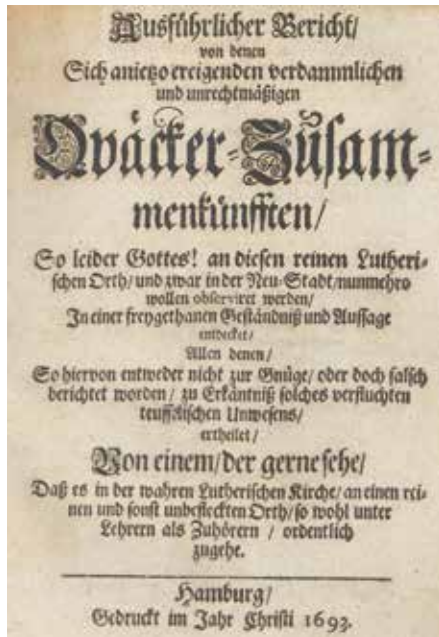 Ausführlicher Bericht/
von denen
Sich anietzo ereigenden verdammlichen
und unrechtmäßigen
Qväcker-Zusam-
menkünfften/
So leider Gottes! an diesen reinen Lutheri-
schen Orth/ und zwar in der Neu-Stadt/ nunmehro
wollen observiret werden/
In einer freygethanen Geständniß und Aussage
entdecket/
Allen denen/
So hiervon entweder nicht zur Gnüge/ oder doch falsch
berichtet worden/ zu Erkäntniß solches verfluchten
teuffelischen Unwesens/
ertheilet/
Von einem/ der gerne sehe/
Daß es in der wahren Lutherischen Kirche/ an einen rei-
nen und sonst unbefleckten Orth/ so wohl unter
Lehrern als Zuhörern / ordentlich
zugehe.
Hamburg/
Gedruckt im Jahr Christi 1693.